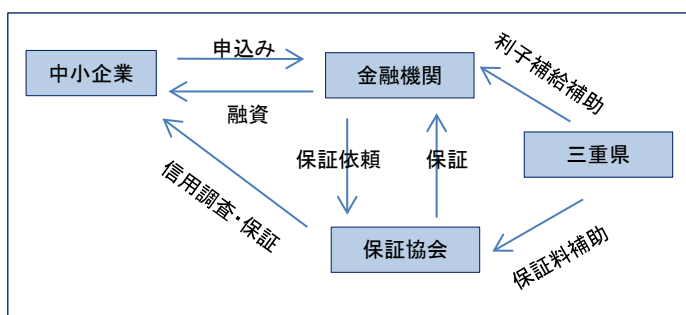 申込み
中小企業
金融機関
利子補給補助
融資
三重県
保証依頼
保証
信用調査・保証
保証協会
保証料補助